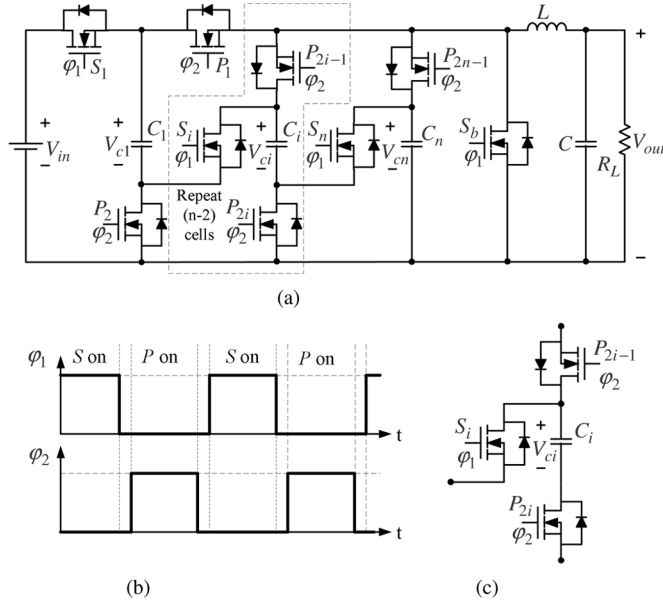 φ1 S1
φ2 P1
P2i−1
φ2
P2n−1
φ2
L
+
+
Vin
−
+
Vc1
−
C1
Si
φ1
+
Vci
−
Ci
Sn
φ1
+
Vcn
−
Cn
Sb
φ1
C
RL
Vout
−
P2
φ2
Repeat
(n-2)
cells
P2i
φ2
(a)
φ1
S on
P on
S on
P on
t
φ2
t
(b)
P2i−1
φ2
Si
φ1
+
Vci
−
Ci
P2i
φ2
(c)